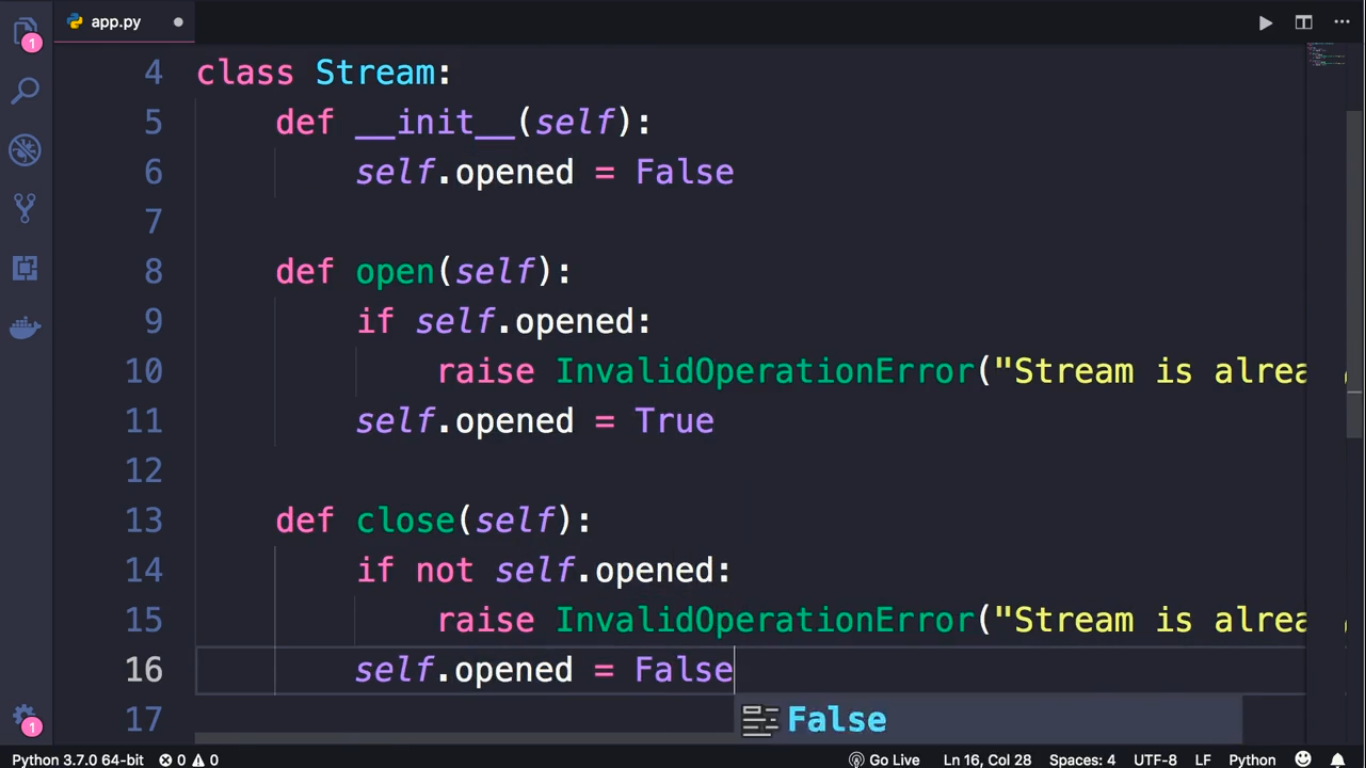 app.py
1
4 class Stream:
5 def __init__(self):
6 self.opened = False
7
8 def open(self):
9 if self.opened:
10 raise InvalidOperationError("Stream is
11 self.opened = True
12
13 def close(self):
14 if not self.opened:
15 raise InvalidOperationError("Stream is
16 self.opened = False
17 False
1
Python 3.7.0 64-bit 0 0 Go Live Ln 16, Col 28 Spaces: 4 UTF-8 LF Python